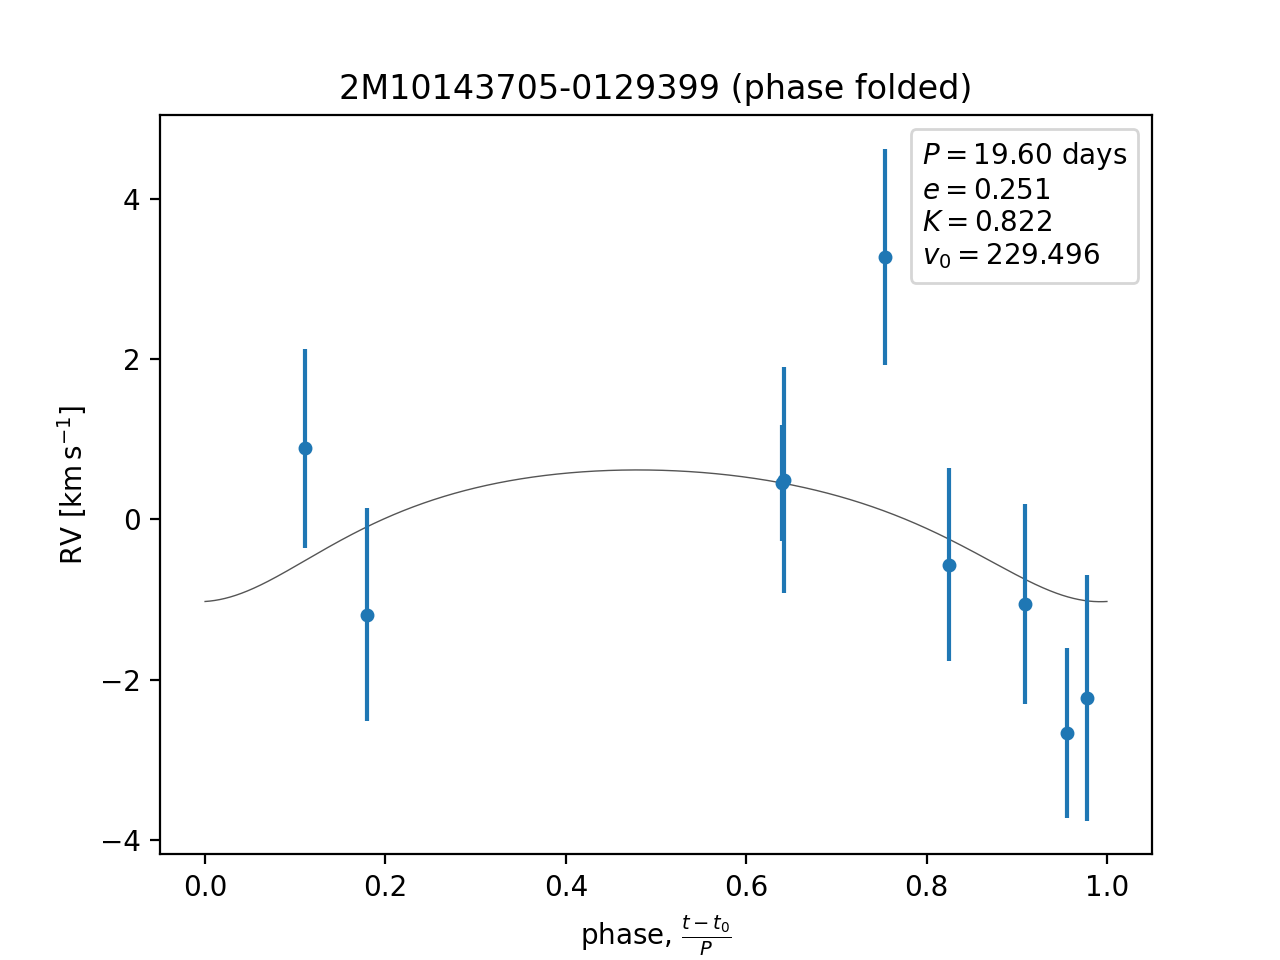 2M10143705-0129399 (phase folded)
P = 19.60 days
e = 0.251
K = 0.822
v₀ = 229.496
RV [km s⁻¹]
4
2
0
−2
−4
0.0 0.2 0.4 0.6 0.8 1.0
phase, (t − t₀)/P